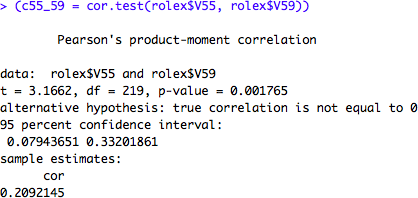 > (c55_59 = cor.test(rolex$V55, rolex$V59))
Pearson's product-moment correlation
data:  rolex$V55 and rolex$V59
t = 3.1662, df = 219, p-value = 0.001765
alternative hypothesis: true correlation is not equal to 0
95 percent confidence interval:
 0.07943651 0.33201861
sample estimates:
cor
0.2092145